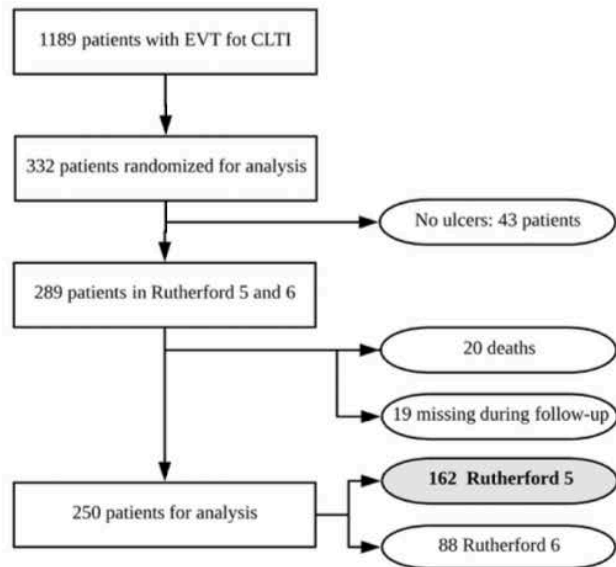 1189 patients with EVT fot CLTI
332 patients randomized for analysis
No ulcers: 43 patients
289 patients in Rutherford 5 and 6
20 deaths
19 missing during follow-up
162 Rutherford 5
250 patients for analysis
88 Rutherford 6